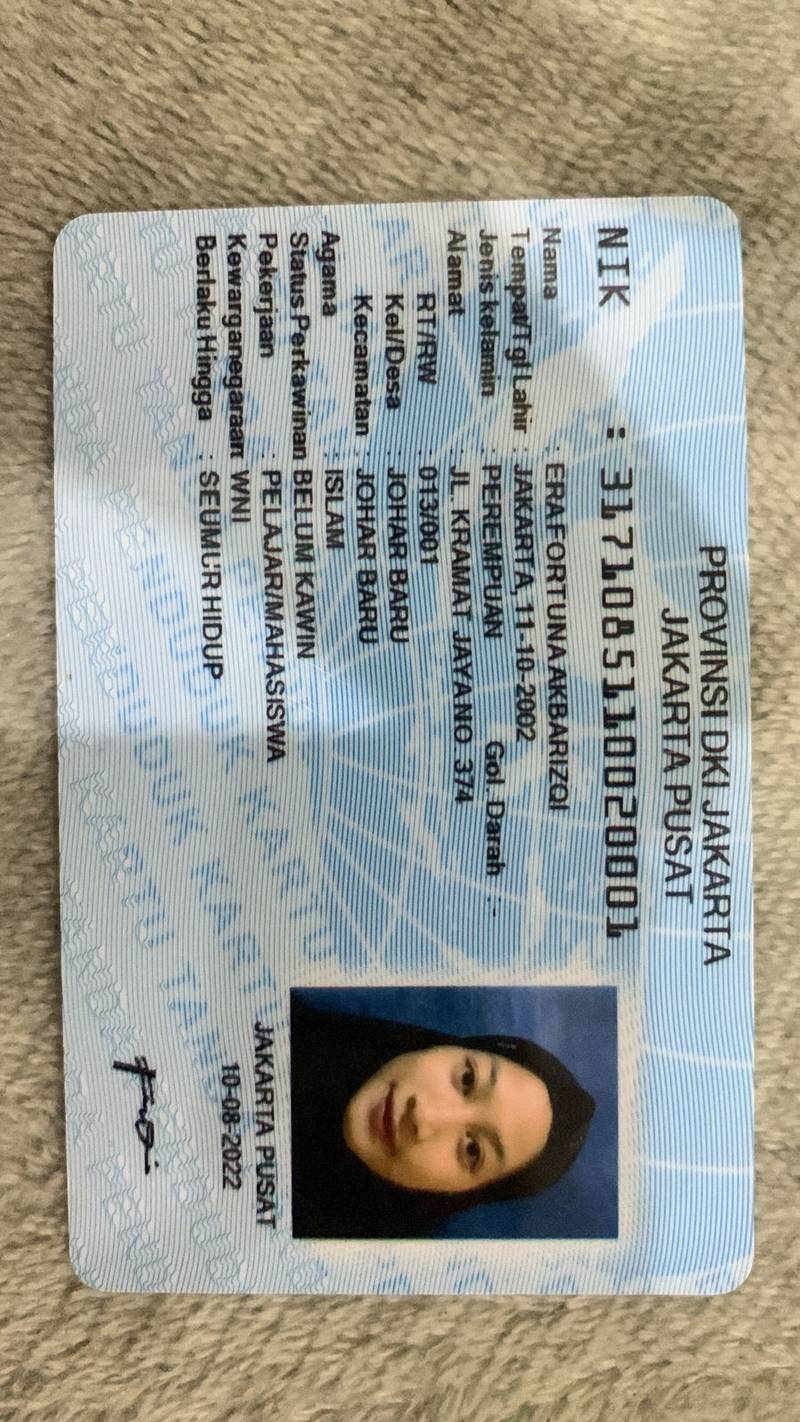 PROVINSI DKI JAKARTA
JAKARTA PUSAT
NIK : 3171085110020001
Nama : ERA FORTUNA AKBARIZQI
Tempat/Tgl Lahir : JAKARTA, 11-10-2002
Jenis kelamin : PEREMPUAN Gol. Darah : -
Alamat : JL. KRAMAT JAYA NO. 374
RT/RW : 013/001
Kel/Desa : JOHAR BARU
Kecamatan : JOHAR BARU
Agama : ISLAM
Status Perkawinan : BELUM KAWIN
Pekerjaan : PELAJAR/MAHASISWA
Kewarganegaraan : WNI
Berlaku Hingga : SEUMUR HIDUP
JAKARTA PUSAT
10-08-2022